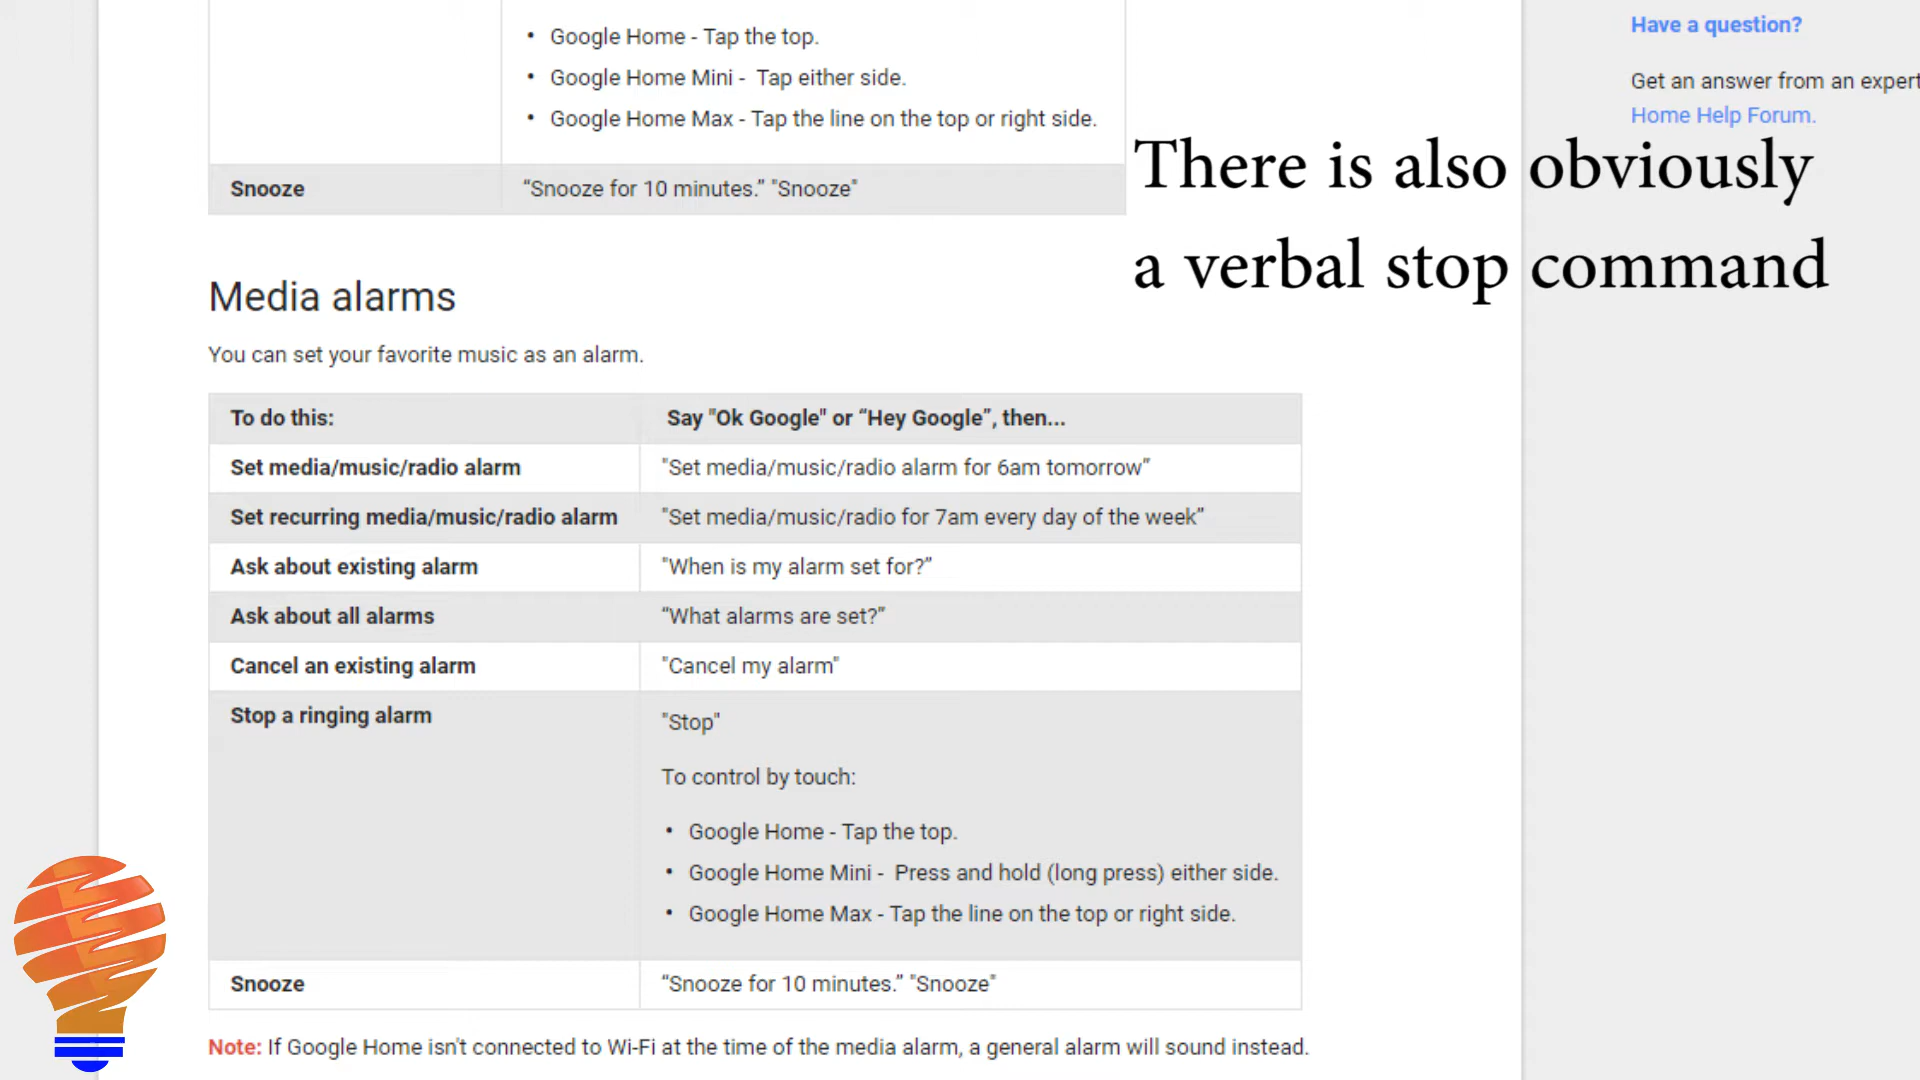 • Google Home - Tap the top.
• Google Home Mini -  Tap either side.
• Google Home Max - Tap the line on the top or right side.
Snooze “Snooze for 10 minutes.” "Snooze"
Have a question?
Get an answer from an expert
Home Help Forum.
There is also obviously
a verbal stop command
Media alarms
You can set your favorite music as an alarm.
To do this: Say "Ok Google" or “Hey Google”, then...
Set media/music/radio alarm "Set media/music/radio alarm for 6am tomorrow”
Set recurring media/music/radio alarm "Set media/music/radio for 7am every day of the week”
Ask about existing alarm "When is my alarm set for?”
Ask about all alarms “What alarms are set?”
Cancel an existing alarm "Cancel my alarm"
Stop a ringing alarm "Stop"
To control by touch:
• Google Home - Tap the top.
• Google Home Mini -  Press and hold (long press) either side.
• Google Home Max - Tap the line on the top or right side.
Snooze “Snooze for 10 minutes.” "Snooze"
Note: If Google Home isn't connected to Wi-Fi at the time of the media alarm, a general alarm will sound instead.